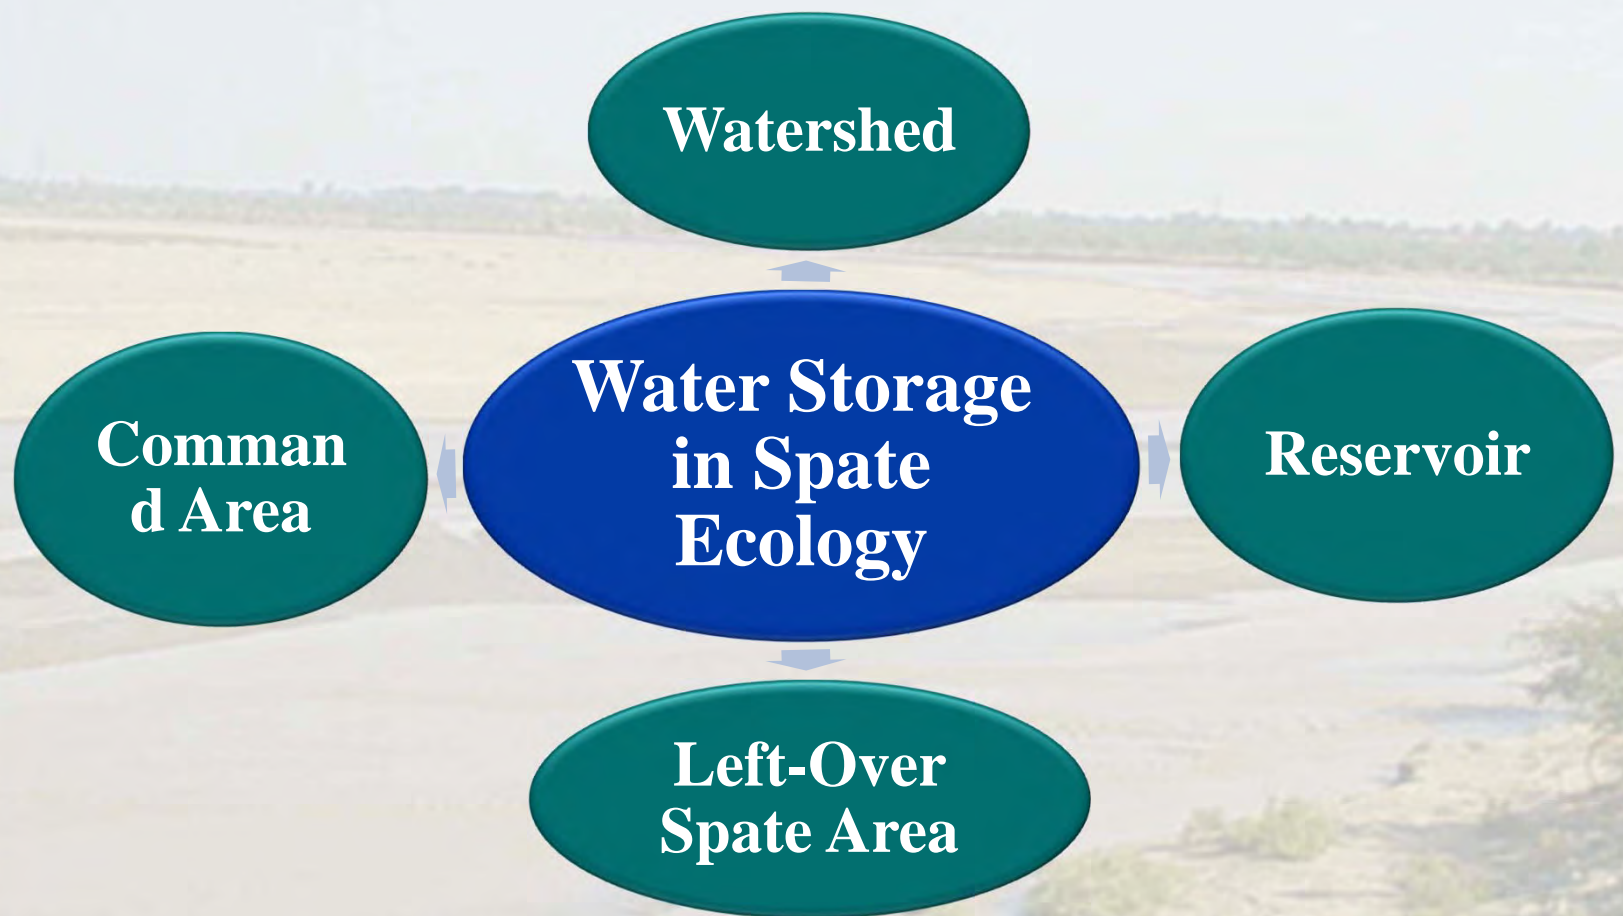 Watershed
Water Storage
in Spate
Ecology
Comman
d Area
Reservoir
Left-Over
Spate Area